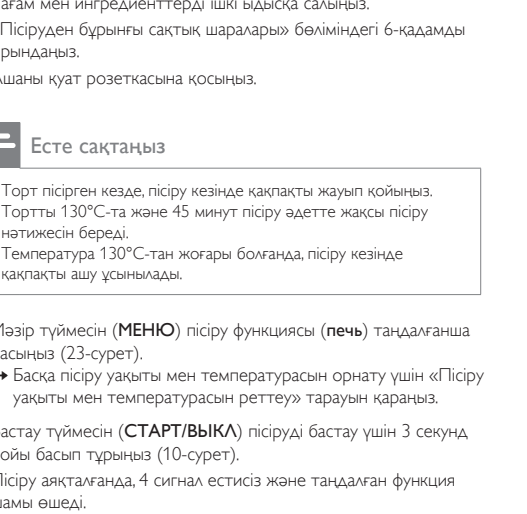 ағам мен ингредиенттерді ішкі ыдысқа салыңыз.
Пісіруден бұрынғы сақтық шаралары» бөліміндегі 6-қадамды
рындаңыз.
лшаны қуат розеткасына қосыңыз.
Есте сақтаңыз
Торт пісірген кезде, пісіру кезінде қақпақты жауып қойыңыз.
Тортты 130°C-та және 45 минут пісіру әдетте жақсы пісіру
нәтижесін береді.
Температура 130°C-тан жоғары болғанда, пісіру кезінде
қақпақты ашу ұсынылады.
Мәзір түймесін (МЕНЮ) пісіру функциясы (печь) таңдалғанша
асыңыз (23-сурет).
Басқа пісіру уақыты мен температурасын орнату үшін «Пісіру
уақыты мен температурасын реттеу» тарауын қараңыз.
астау түймесін (СТАРТ/ВЫКЛ) пісіруді бастау үшін 3 секунд
ойы басып тұрыңыз (10-сурет).
Пісіру аяқталғанда, 4 сигнал естисіз және таңдалған функция
шамы өшеді.